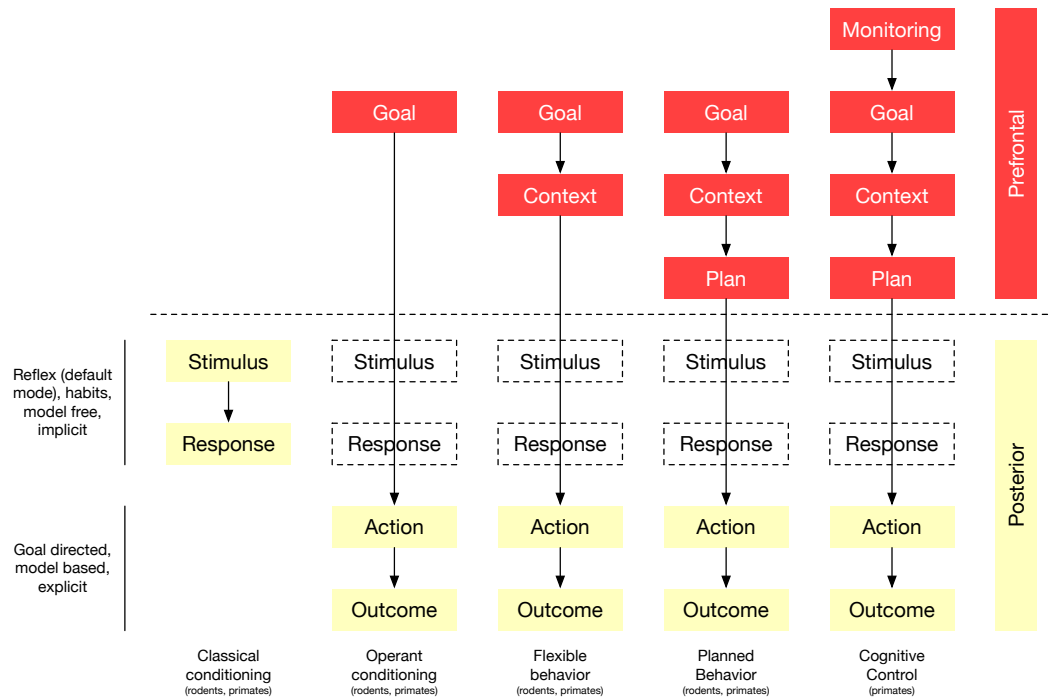 Monitoring
Goal
Goal
Goal
Goal
Context
Context
Context
Plan
Plan
Prefrontal
Reflex (default
mode), habits,
model free,
implicit
Stimulus
Stimulus
Stimulus
Stimulus
Stimulus
Response
Response
Response
Response
Response
Posterior
Goal directed,
model based,
explicit
Action
Action
Action
Action
Outcome
Outcome
Outcome
Outcome
Classical
conditioning
(rodents, primates)
Operant
conditioning
(rodents, primates)
Flexible
behavior
(rodents, primates)
Planned
Behavior
(rodents, primates)
Cognitive
Control
(primates)